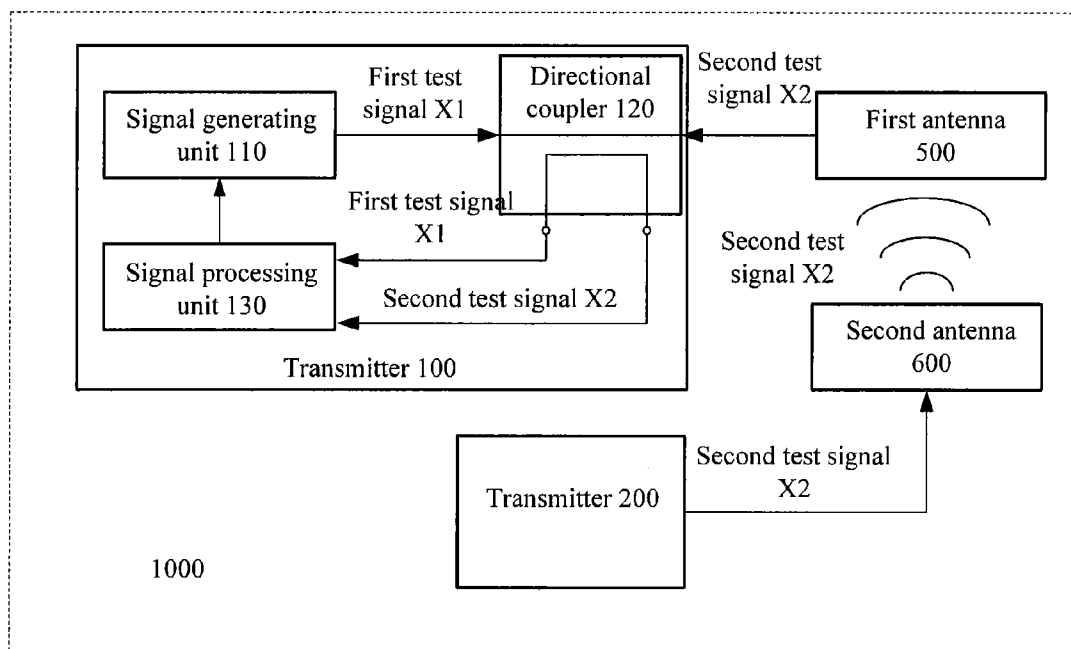 First test
signal X1
Directional
coupler 120
Second test
signal X2
Signal generating
unit 110
First antenna
500
First test signal
X1
Second test
signal X2
Signal processing
unit 130
Second test signal X2
Second antenna
600
Transmitter 100
Transmitter 200
Second test signal
X2
1000